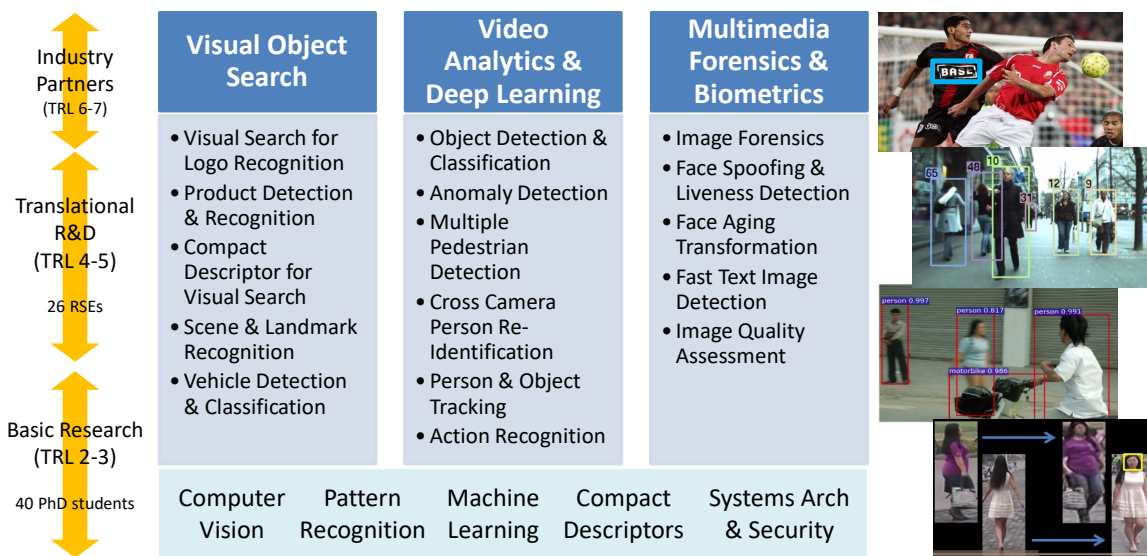 Industry
Partners
(TRL 6-7)
Translational
R&D
(TRL 4-5)
26 RSEs
Basic Research
(TRL 2-3)
40 PhD students
Visual Object
Search
• Visual Search for
Logo Recognition
• Product Detection
& Recognition
• Compact
Descriptor for
Visual Search
• Scene & Landmark
Recognition
• Vehicle Detection
& Classification
Video
Analytics &
Deep Learning
• Object Detection &
Classification
• Anomaly Detection
• Multiple
Pedestrian
Detection
• Cross Camera
Person Re-
Identification
• Person & Object
Tracking
• Action Recognition
Multimedia
Forensics &
Biometrics
• Image Forensics
• Face Spoofing &
Liveness Detection
• Face Aging
Transformation
• Fast Text Image
Detection
• Image Quality
Assessment
Computer
Vision
Pattern
Recognition
Machine
Learning
Compact
Descriptors
Systems Arch
& Security
BASE
65
48
10
31
12
9
person 0.997
person 0.817
person 0.991
motorbike 0.986